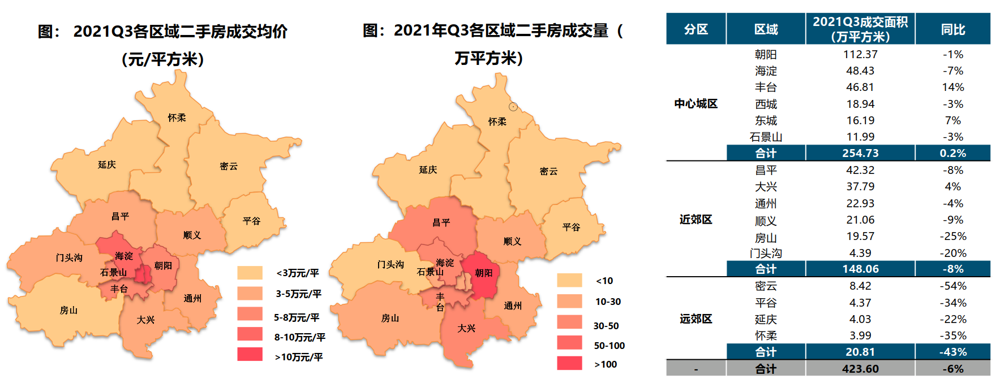 图： 2021Q3各区域二手房成交均价
（元/平方米）
怀柔
延庆
密云
昌平
平谷
顺义
门头沟
海淀
朝阳
石景山
丰台
通州
房山
大兴
<3万元/平
3-5万元/平
5-8万元/平
8-10万元/平
>10万元/平
图：2021年Q3各区域二手房成交量（
万平方米）
怀柔
延庆
密云
昌平
平谷
顺义
门头沟
海淀
石景山
朝阳
丰
台
通州
房山
大兴
<10
10-30
30-50
50-100
>100
分区 区域 2021Q3成交面积 同比
（万平方米）
朝阳 112.37 -1%
海淀 48.43 -7%
丰台 46.81 14%
中心城区 西城 18.94 -3%
东城 16.19 7%
石景山 11.99 -3%
合计 254.73 0.2%
昌平 42.32 -8%
大兴 37.79 4%
通州 22.93 -4%
近郊区 顺义 21.06 -9%
房山 19.57 -25%
门头沟 4.39 -20%
合计 148.06 -8%
密云 8.42 -54%
平谷 4.37 -34%
远郊区 延庆 4.03 -22%
怀柔 3.99 -35%
合计 20.81 -43%
- 合计 423.60 -6%